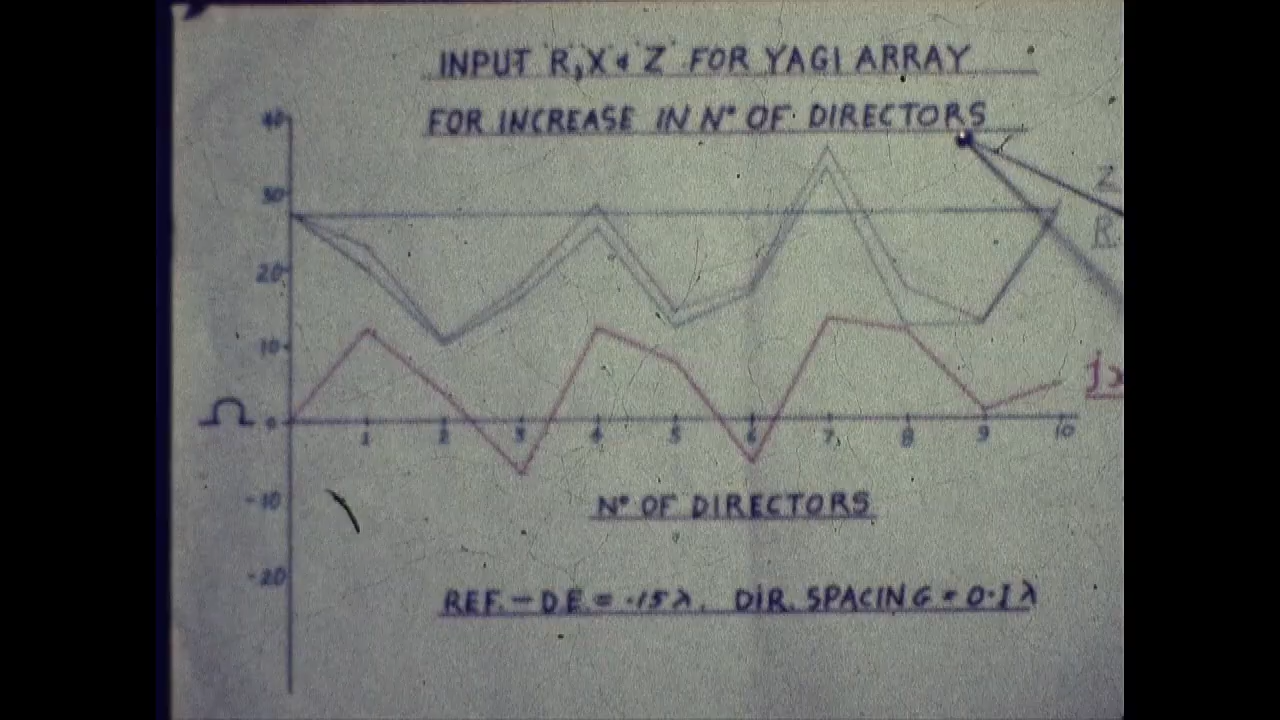 INPUT 'R,X & Z' FOR YAGI ARRAY
FOR INCREASE IN Nº OF DIRECTORS
40
30
20
10
0
-10
-20
Ω
1 2 3 4 5 6 7 8 9 10
Z
R
Nº OF DIRECTORS
REF. - DE = .15λ. DIR. SPACING = 0.1λ